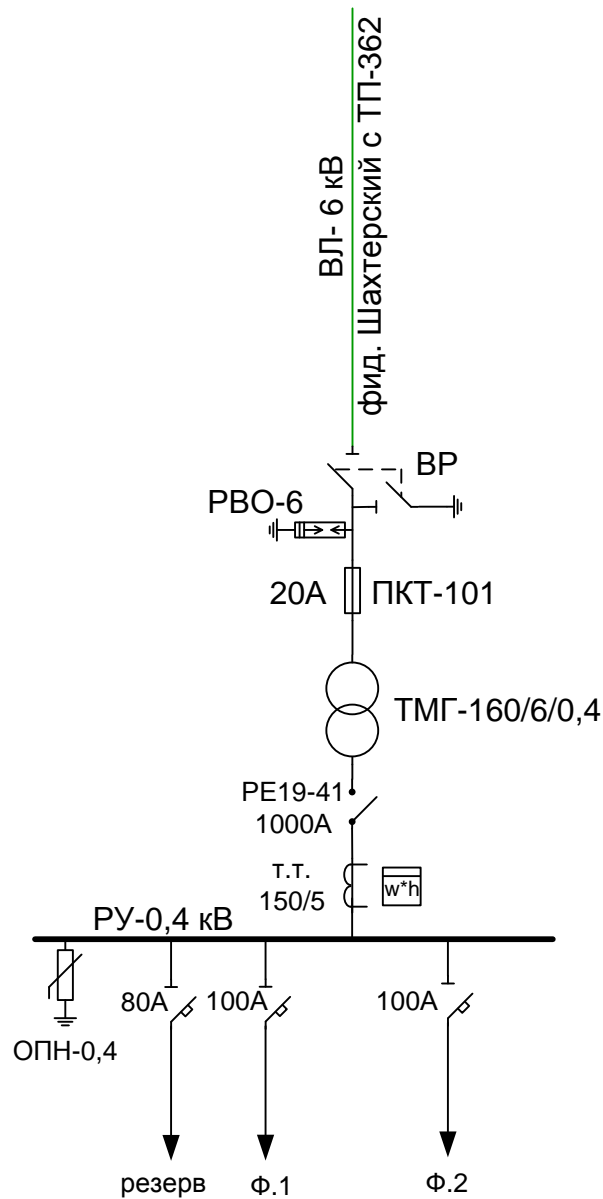 ВЛ- 6 кВ
фид. Шахтерский с ТП-362
ВР
РВО-6
20А
ПКТ-101
ТМГ-160/6/0,4
РЕ19-41
1000А
т.т.
150/5
w*h
РУ-0,4 кВ
80А
100А
100А
ОПН-0,4
резерв
Ф.1
Ф.2